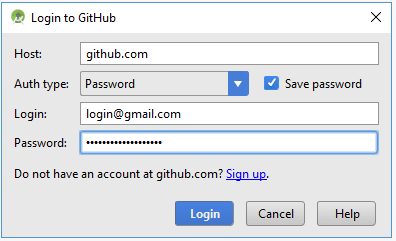 Login to GitHub
Host: github.com
Auth type: Password Save password
Login: login@gmail.com
Password: •••••••••••••••••••
Do not have an account at github.com? Sign up.
Login Cancel Help